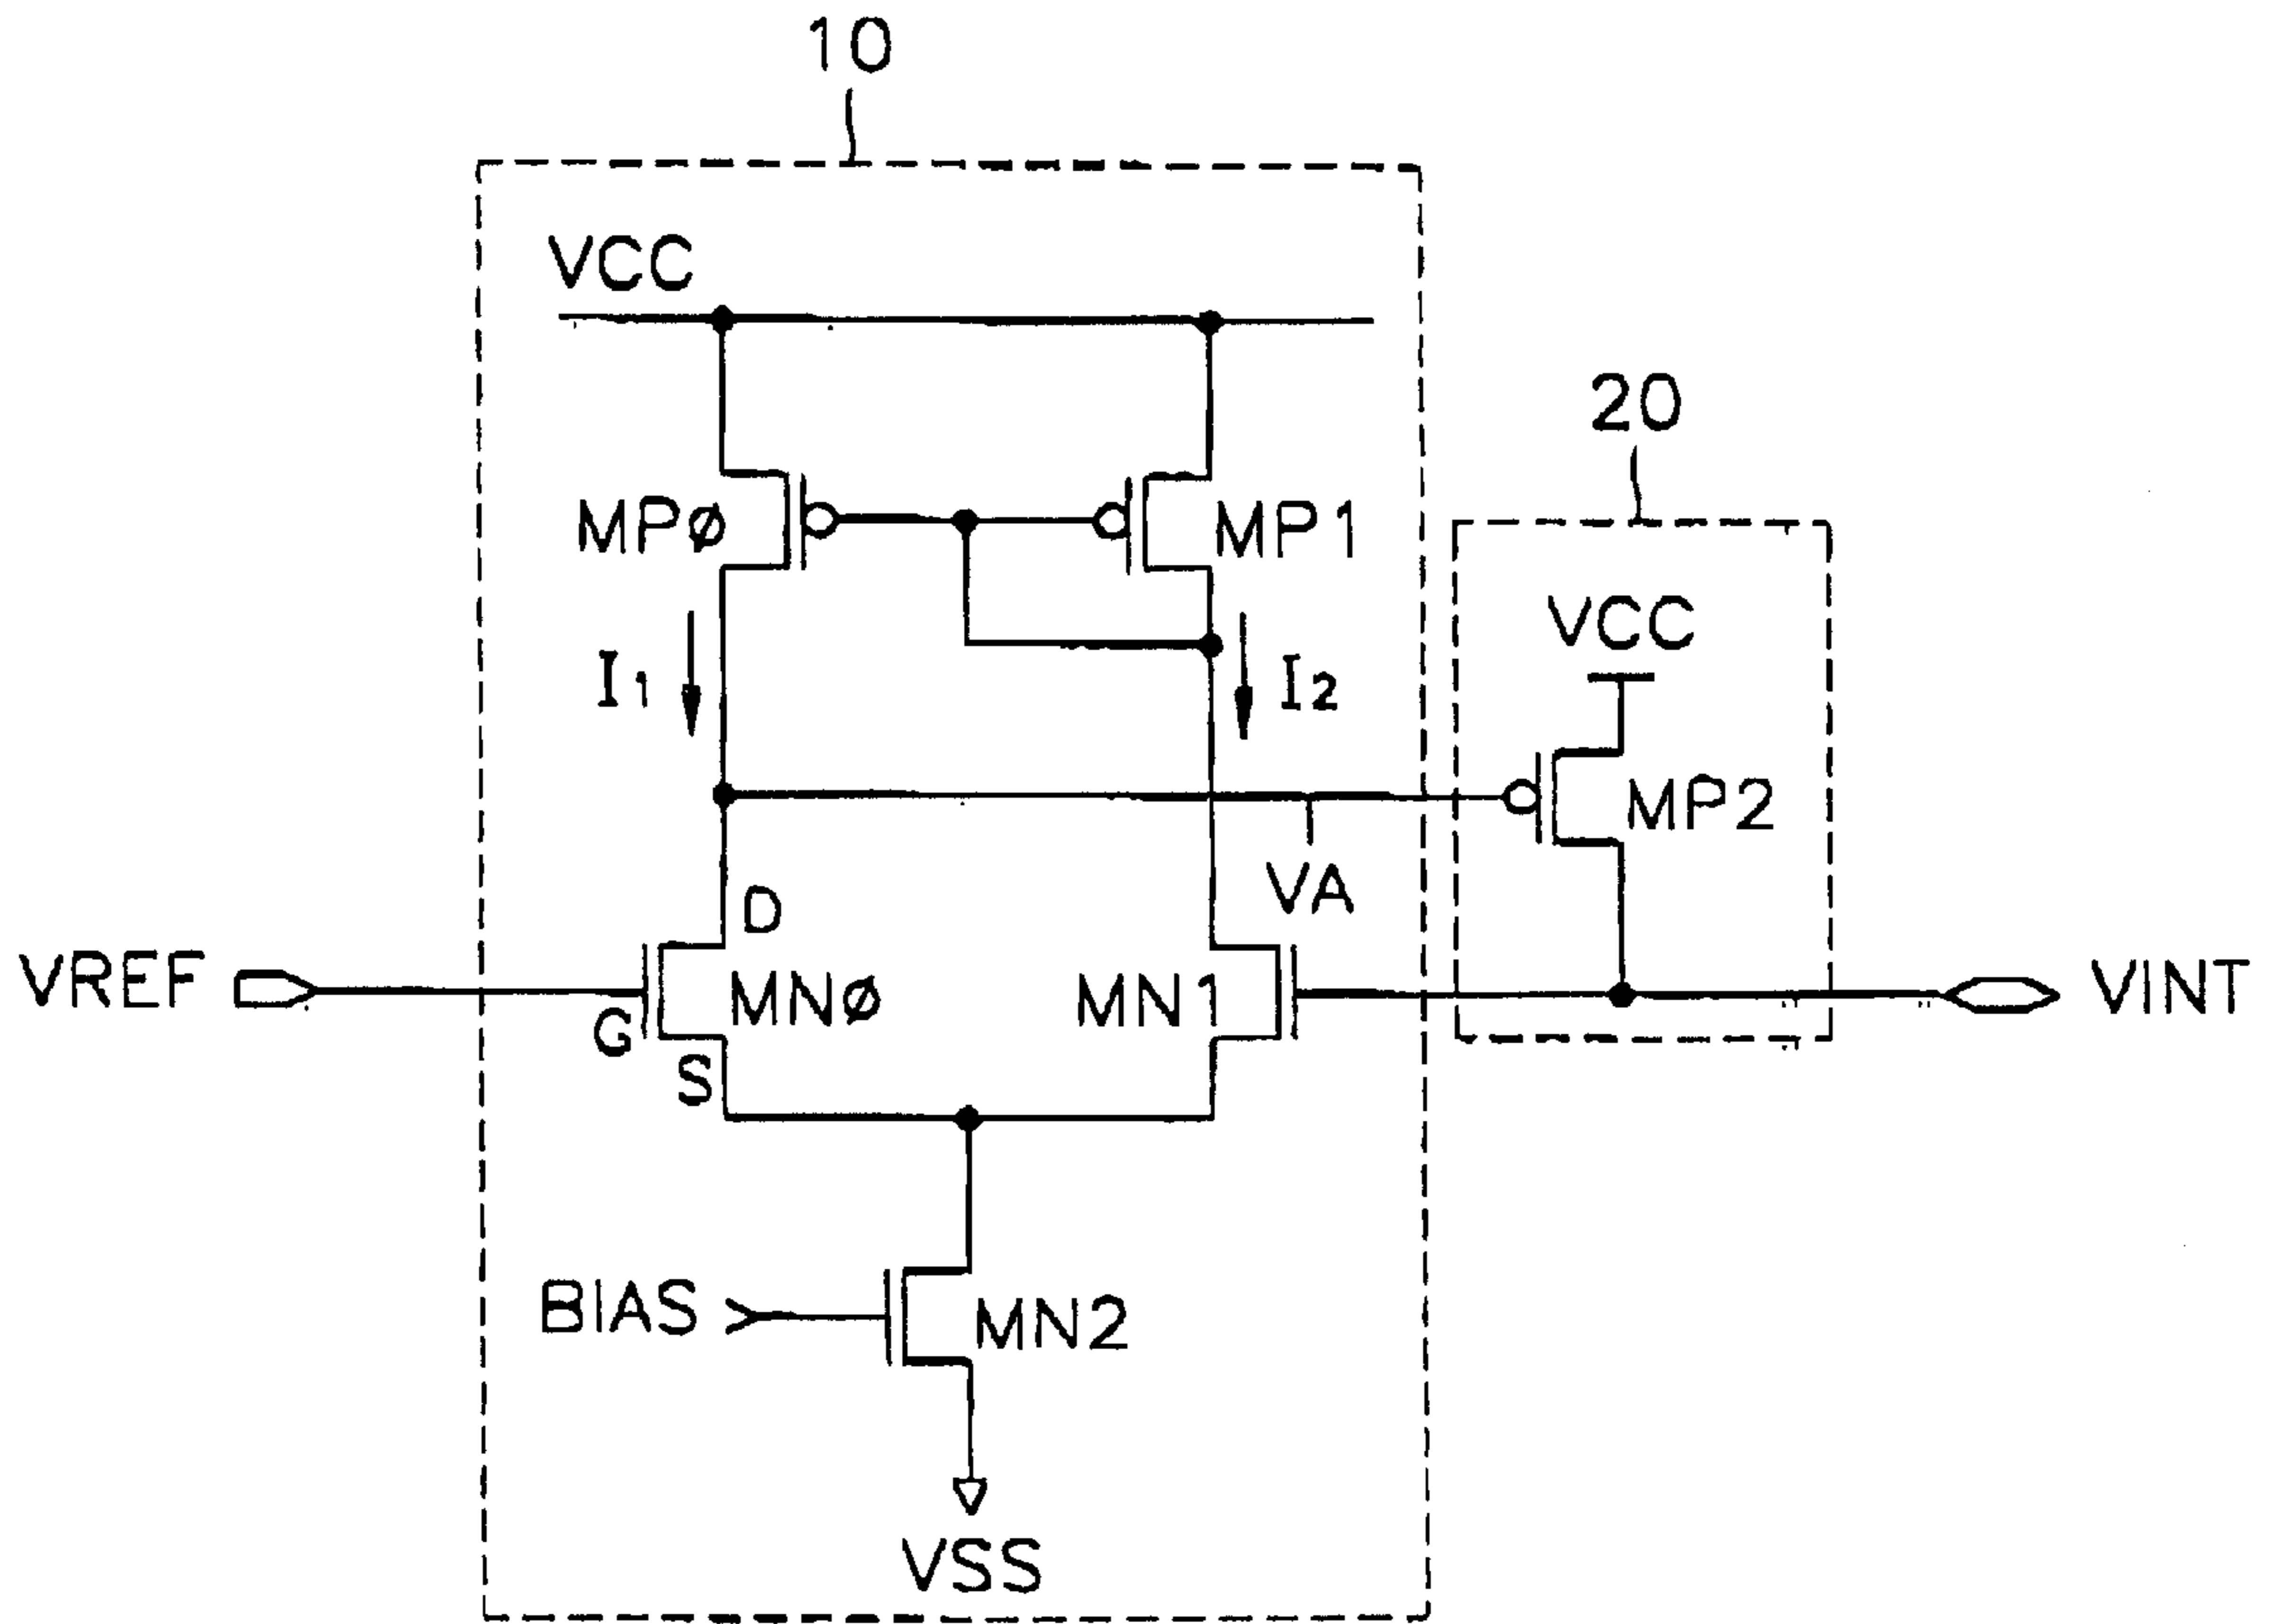 10
VCC
20
MPø
MP1
VCC
I1
I2
MP2
VA
D
VREF
MNø
MN1
VINT
G
S
BIAS
MN2
VSS